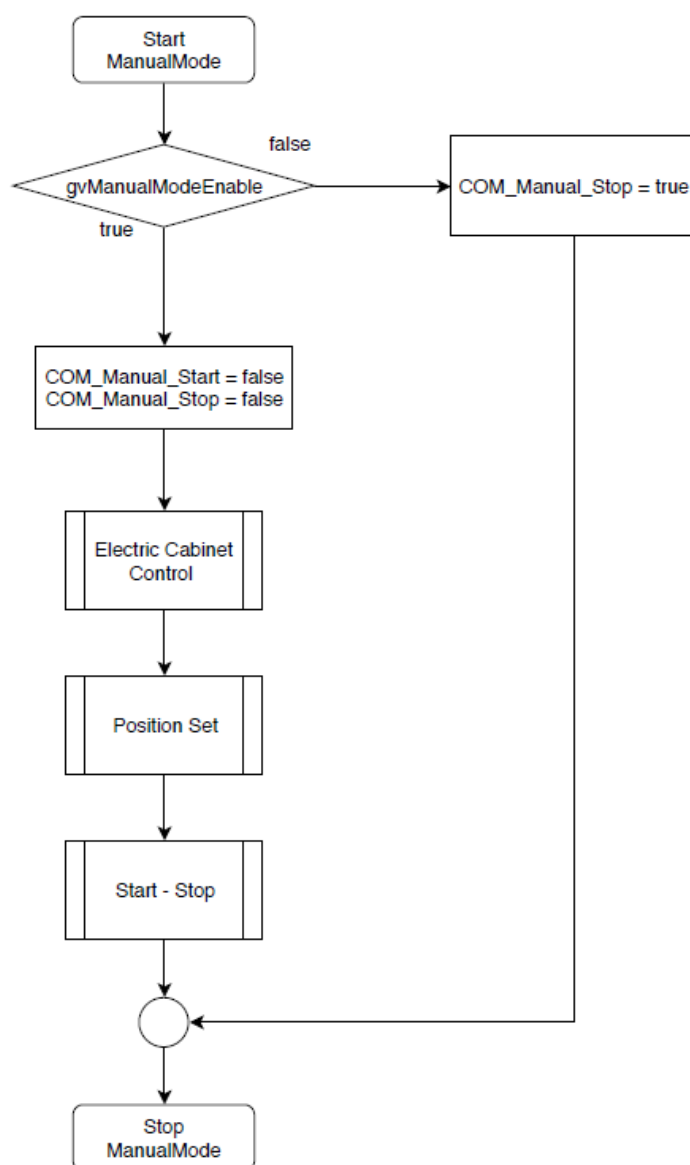 Start
ManualMode
false
gvManualModeEnable
true
COM_Manual_Stop = true
COM_Manual_Start = false
COM_Manual_Stop = false
Electric Cabinet
Control
Position Set
Start - Stop
Stop
ManualMode